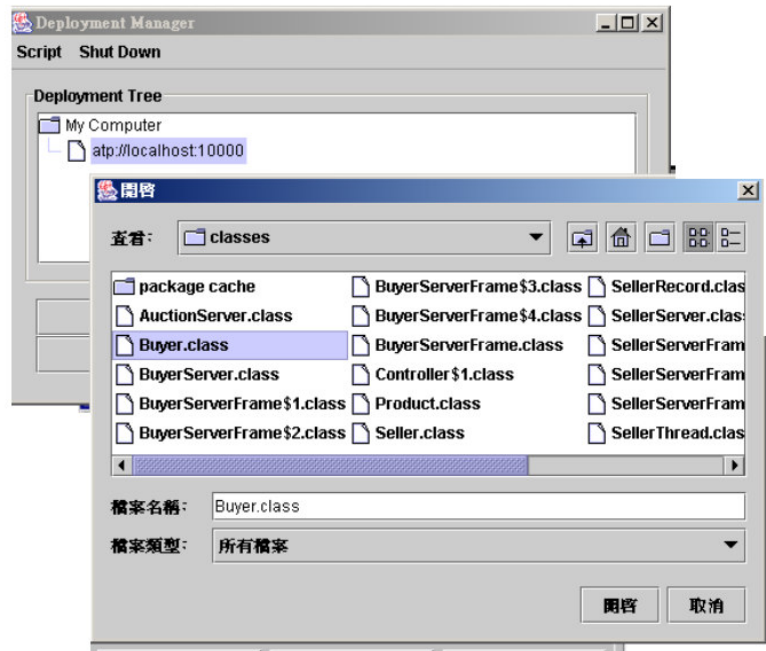 Deployment Manager
Script Shut Down
Deployment Tree
My Computer
atp://localhost:10000
開啓
查看:
classes
package cache
AuctionServer.class
Buyer.class
BuyerServer.class
BuyerServerFrame$1.class
BuyerServerFrame$2.class
BuyerServerFrame$3.class
BuyerServerFrame$4.class
BuyerServerFrame.class
Controller$1.class
Product.class
Seller.class
SellerRecord.clas
SellerServer.clas
SellerServerFram
SellerServerFram
SellerServerFram
SellerThread.clas
檔案名稱:
Buyer.class
檔案類型:
所有檔案
開啓
取消